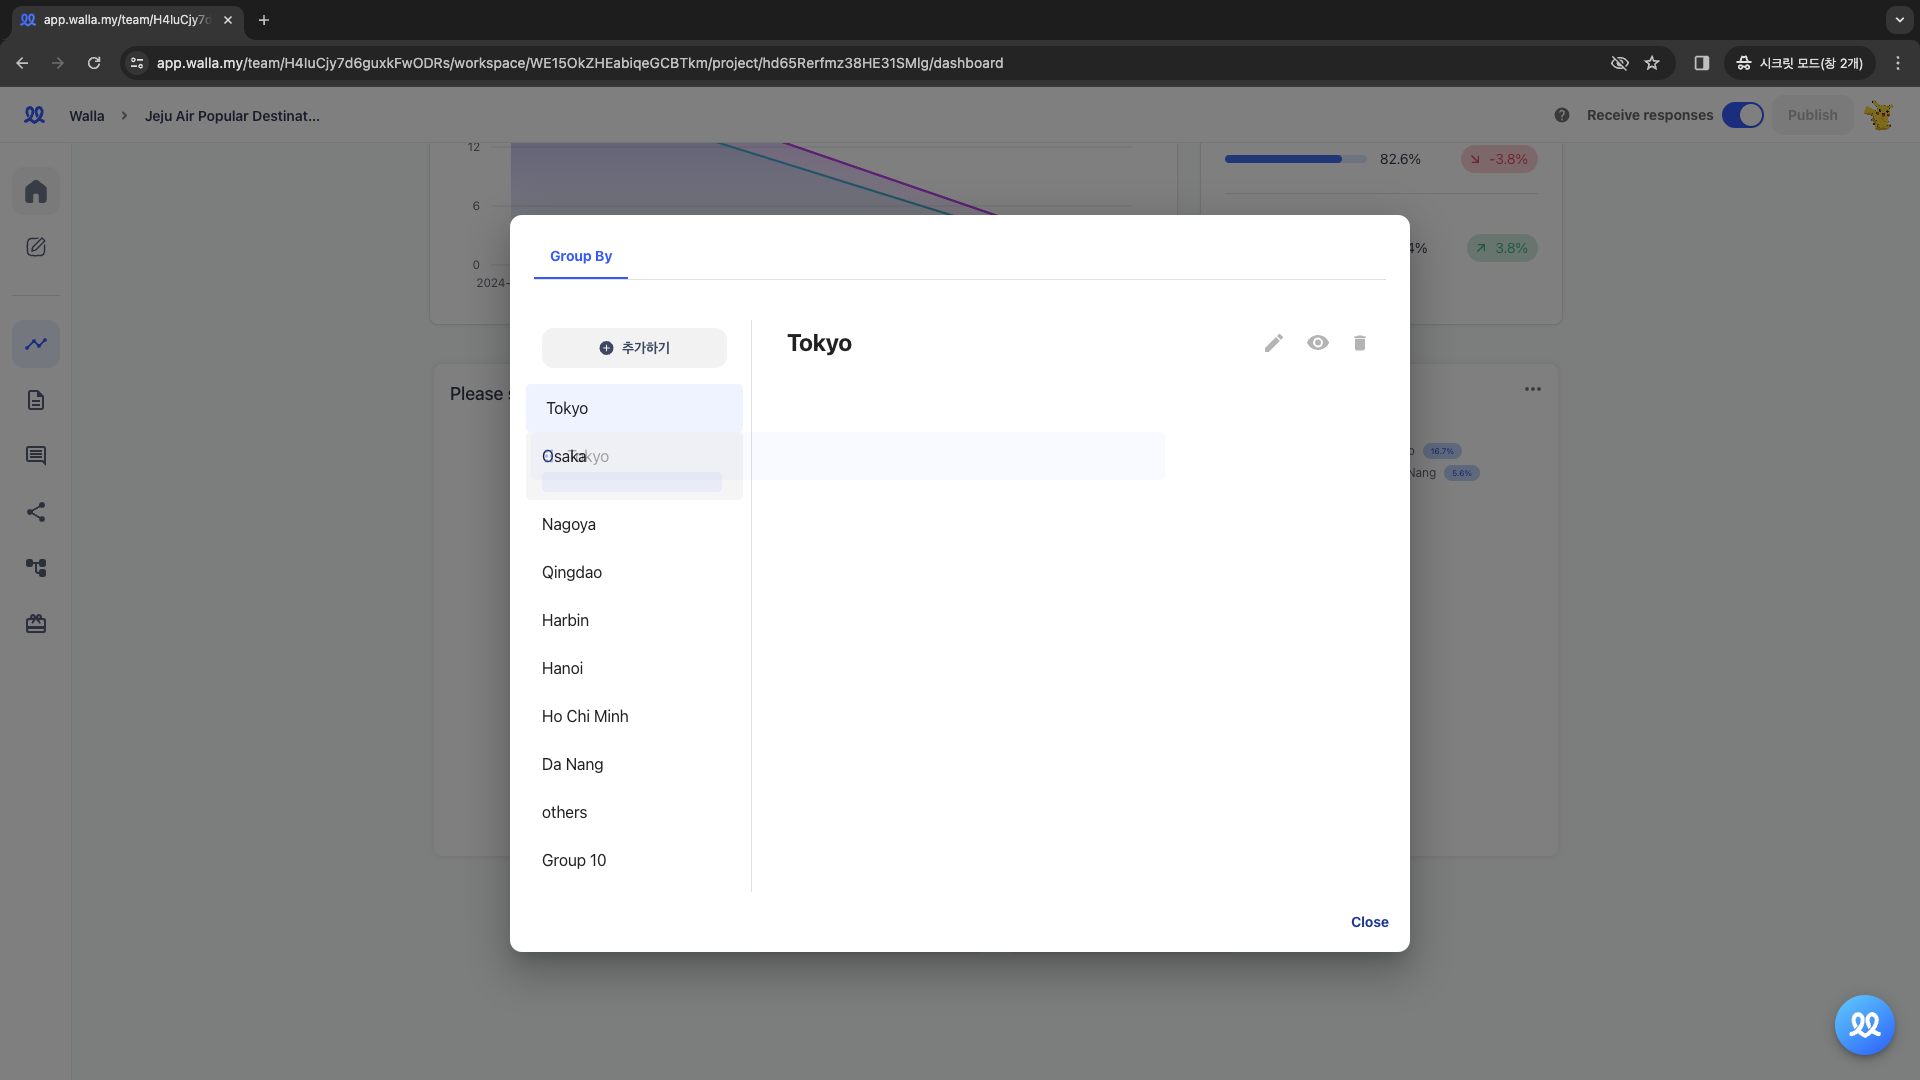 app.walla.my/team/H4luCjy7d
app.walla.my/team/H4luCjy7d6guxkFwODRs/workspace/WE15OkZHEabiqeGCBTkm/project/hd65Rerfmz38HE31SMlg/dashboard
시크릿 모드(창 2개)
Walla
Jeju Air Popular Destinat...
Receive responses
Publish
12
6
0
2024-
82.6%
-3.8%
4%
3.8%
Group By
추가하기
Tokyo
Tokyo
Osaka
Tokyo
Nagoya
Qingdao
Harbin
Hanoi
Ho Chi Minh
Da Nang
others
Group 10
Close
Please
16.7%
Nang
5.6%